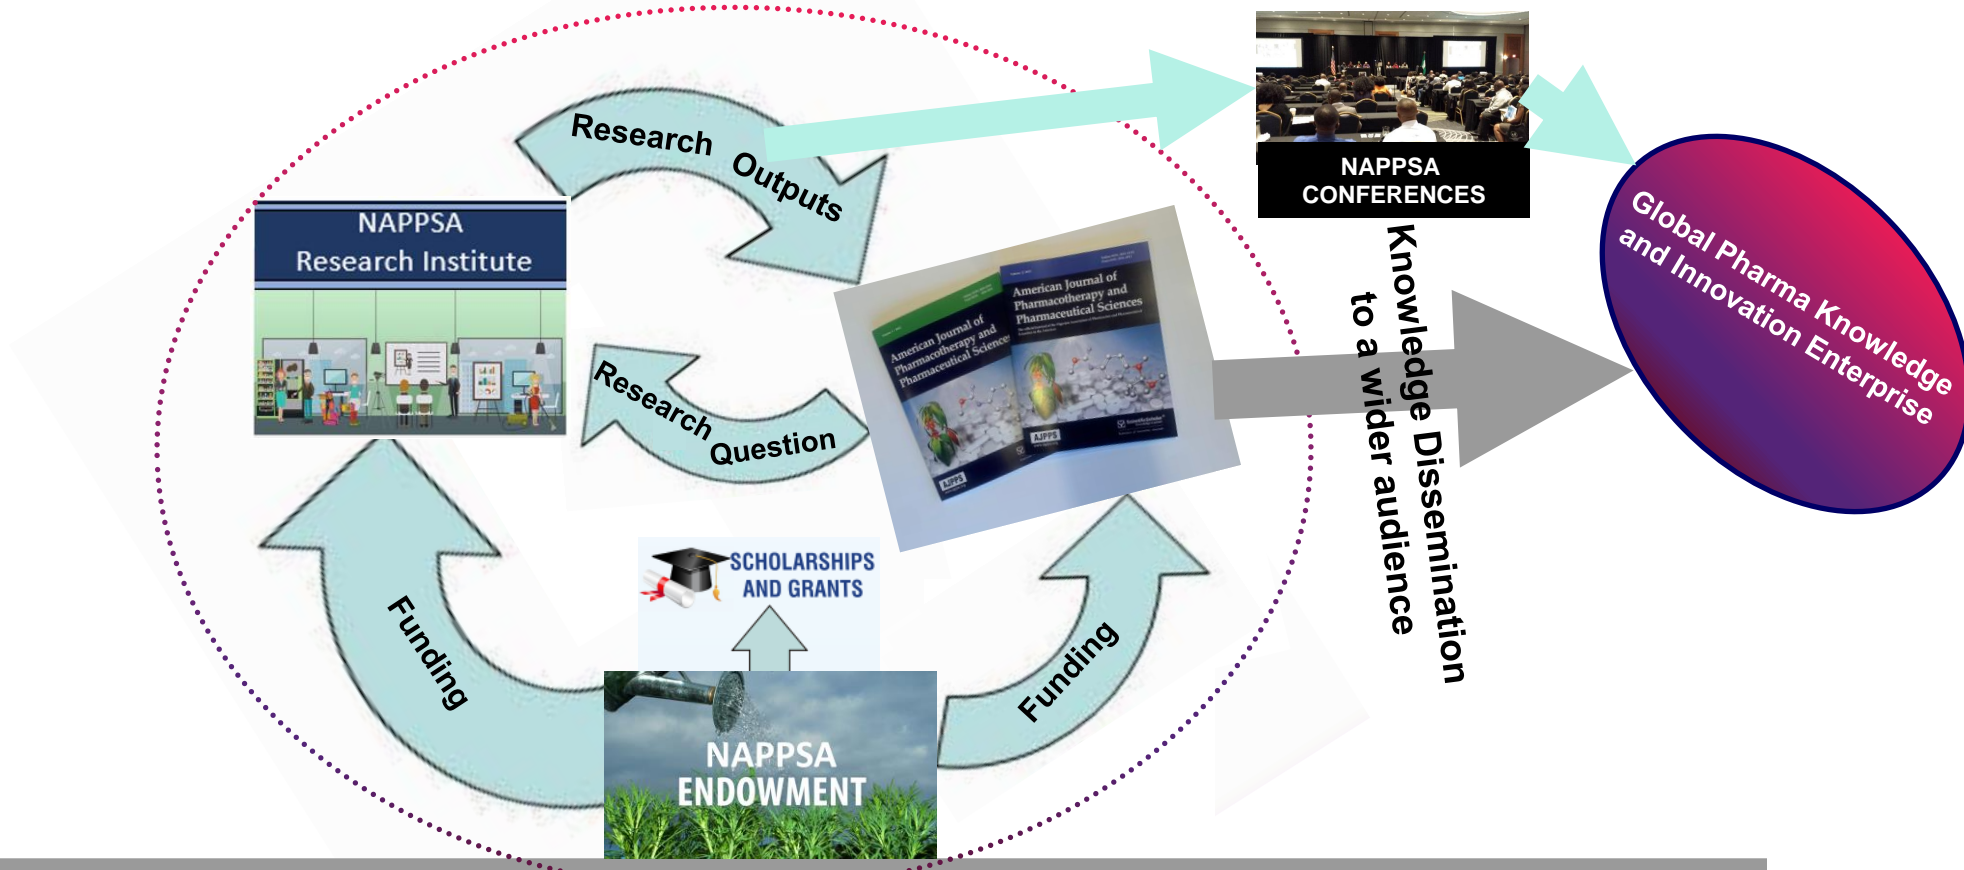 Research Outputs
NAPPSA
CONFERENCES
NAPPSA
Research Institute
Global Pharma Knowledge
and Innovation Enterprise
Knowledge Dissemination
to a wider audience
American Journal of
Pharmacotherapy and
Pharmaceutical Sciences
AJPPS
American Journal of
Pharmacotherapy and
Pharmaceutical Science
AJPPS
Research Question
SCHOLARSHIPS
AND GRANTS
Funding
Funding
NAPPSA
ENDOWMENT